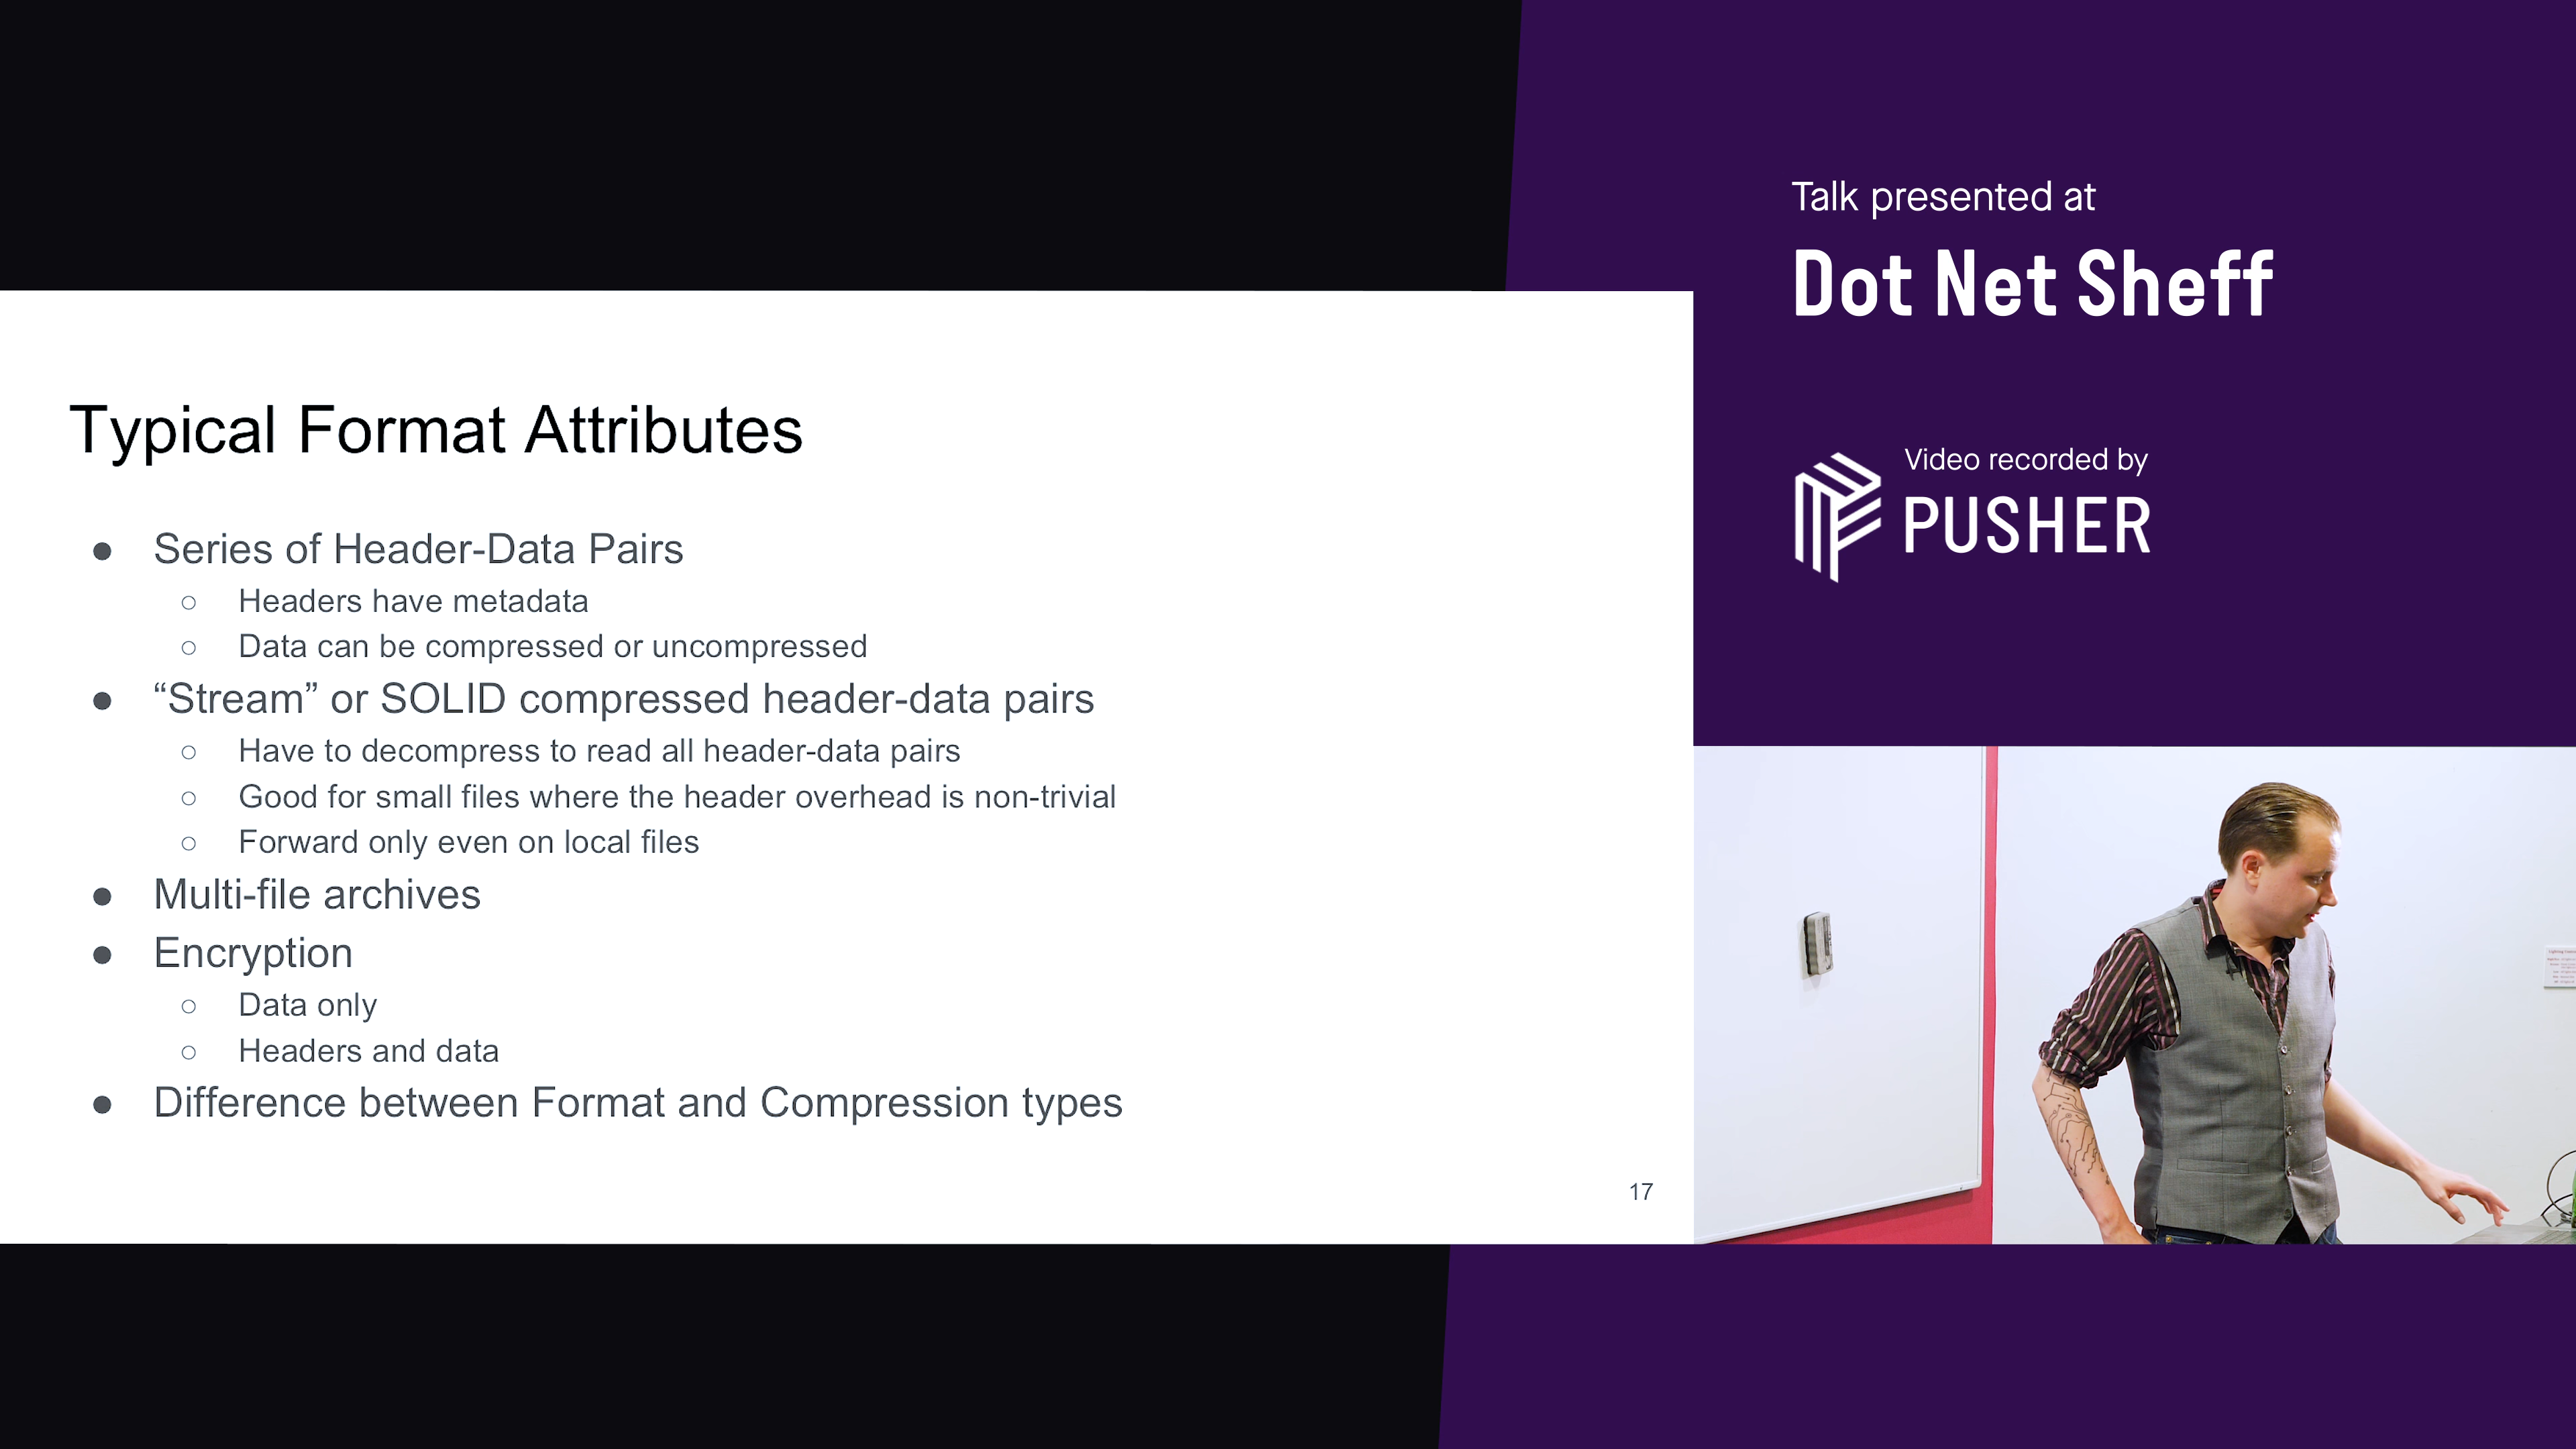 Talk presented at
Dot Net Sheff
Video recorded by
PUSHER
Typical Format Attributes
● Series of Header-Data Pairs
○ Headers have metadata
○ Data can be compressed or uncompressed
● “Stream” or SOLID compressed header-data pairs
○ Have to decompress to read all header-data pairs
○ Good for small files where the header overhead is non-trivial
○ Forward only even on local files
● Multi-file archives
● Encryption
○ Data only
○ Headers and data
● Difference between Format and Compression types
17